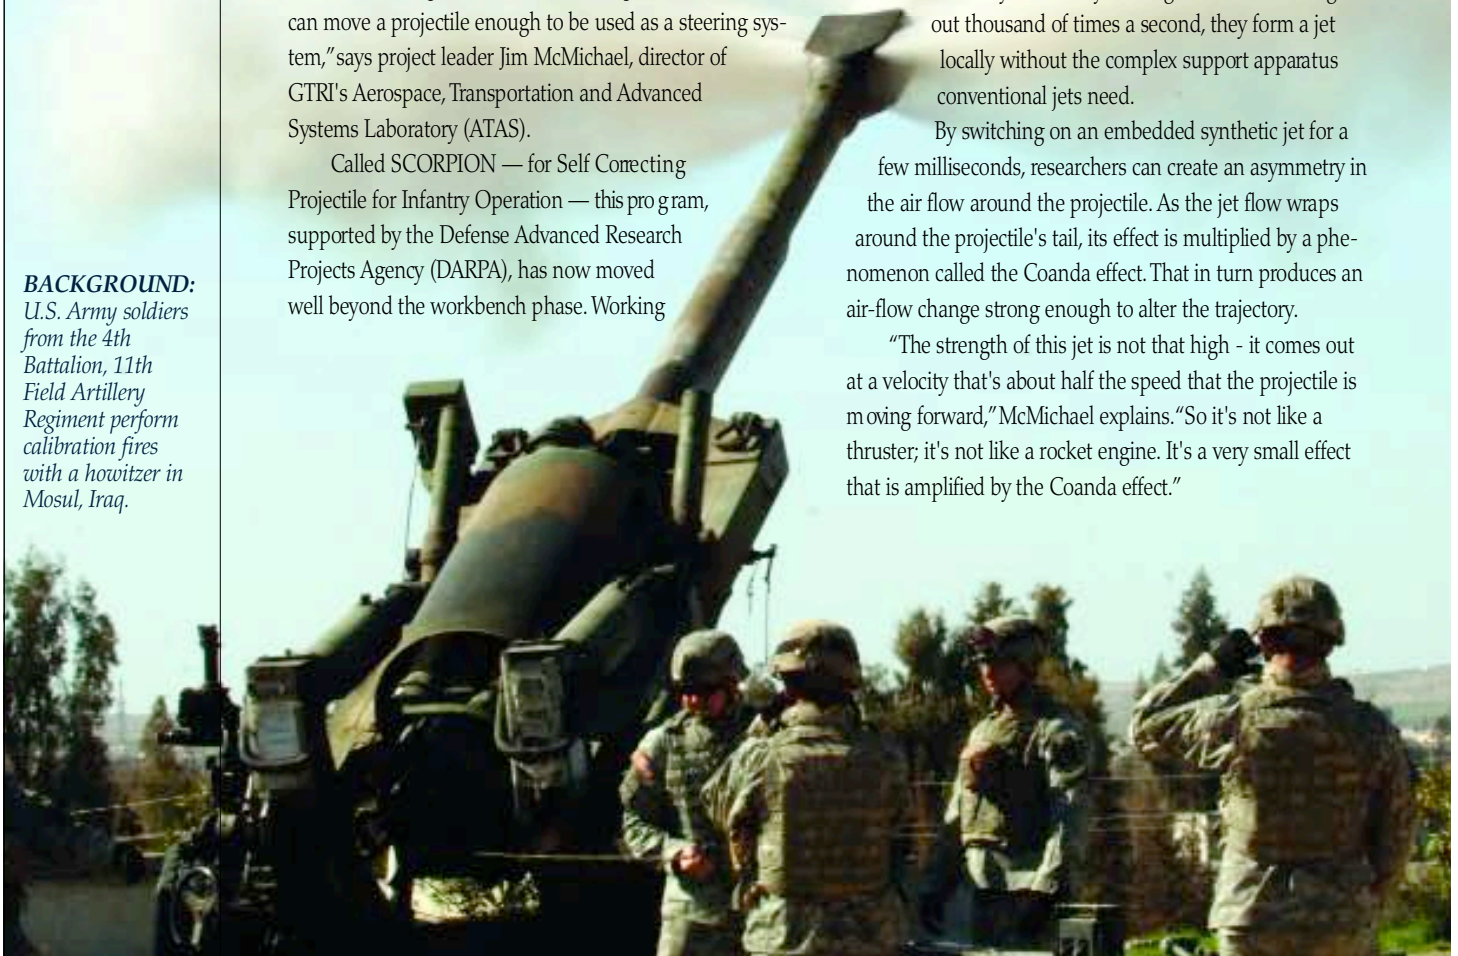 can move a projectile enough to be used as a steering sys-
tem,” says project leader Jim McMichael, director of
GTRI's Aerospace, Transportation and Advanced
Systems Laboratory (ATAS).
Called SCORPION — for Self Correcting
Projectile for Infantry Operation — this program,
supported by the Defense Advanced Research
Projects Agency (DARPA), has now moved
well beyond the workbench phase. Working
out thousand of times a second, they form a jet
locally without the complex support apparatus
conventional jets need.
By switching on an embedded synthetic jet for a
few milliseconds, researchers can create an asymmetry in
the air flow around the projectile. As the jet flow wraps
around the projectile's tail, its effect is multiplied by a phe-
nomenon called the Coanda effect. That in turn produces an
air-flow change strong enough to alter the trajectory.
“The strength of this jet is not that high - it comes out
at a velocity that's about half the speed that the projectile is
moving forward,” McMichael explains. “So it's not like a
thruster; it's not like a rocket engine. It's a very small effect
that is amplified by the Coanda effect.”
BACKGROUND:
U.S. Army soldiers
from the 4th
Battalion, 11th
Field Artillery
Regiment perform
calibration fires
with a howitzer in
Mosul, Iraq.